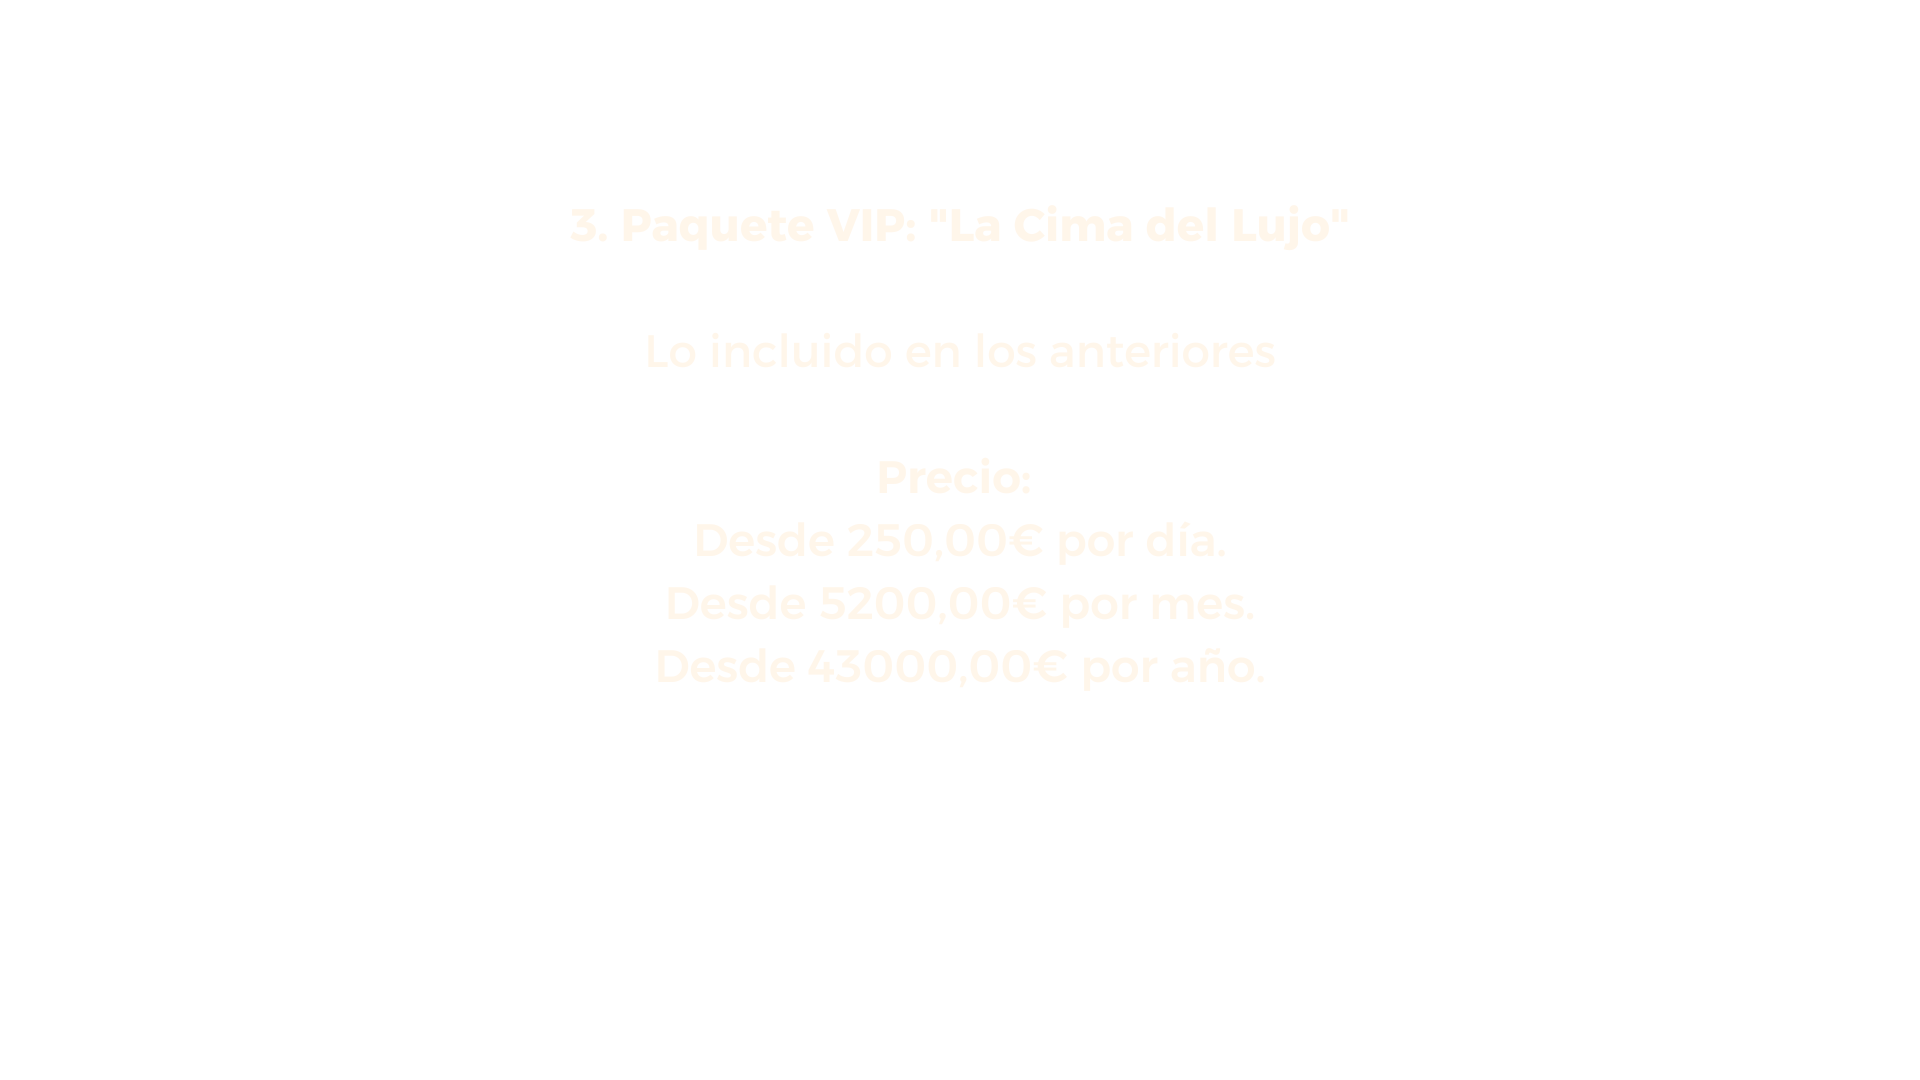 3. Paquete VIP: "La Cima del Lujo"
Lo incluido en los anteriores
Precio:
Desde 250,00€ por día.
Desde 5200,00€ por mes.
Desde 43000,00€ por año.